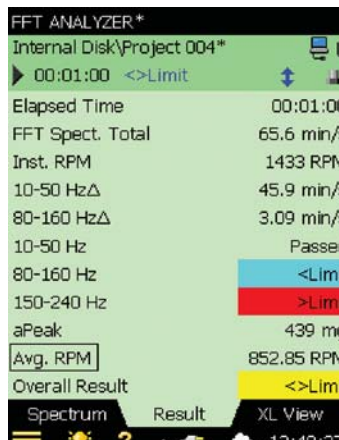 FFT ANALYZER*
Internal Disk\Project 004*
00:01:00 <>Limit
Elapsed Time 00:01:0
FFT Spect. Total 65.6 min/
Inst. RPM 1433 RPM
10-50 HzΔ 45.9 min/
80-160 HzΔ 3.09 min/
10-50 Hz Passe
80-160 Hz <Lim
150-240 Hz >Lim
aPeak 439 m
Avg. RPM 852.85 RPM
Overall Result <>Lim
Spectrum Result XL View
?